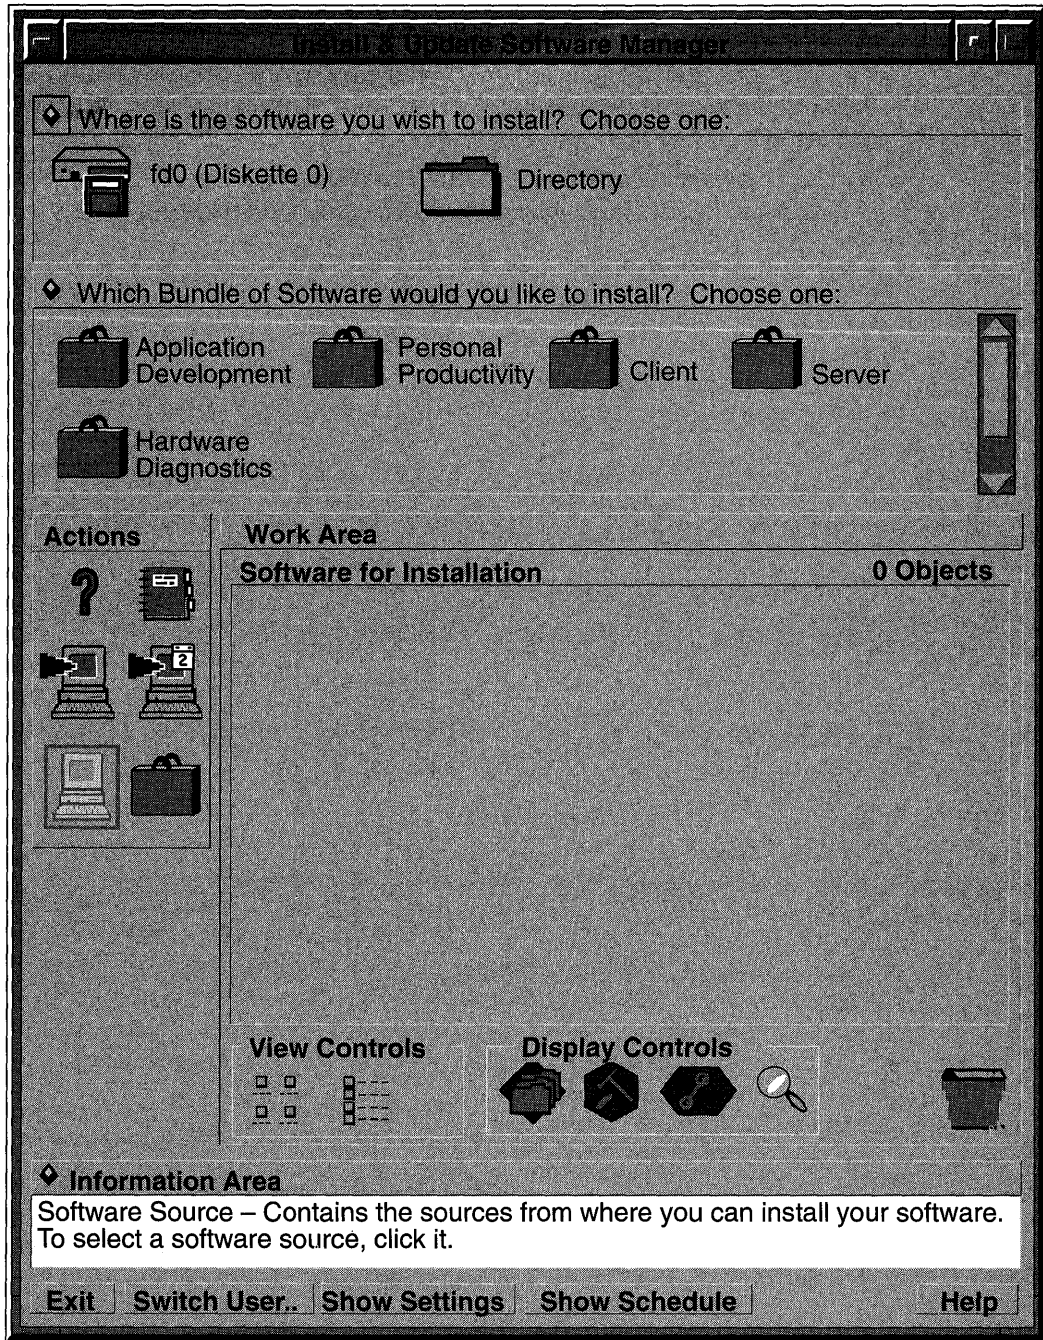 Install & Update Software Manager
Where is the software you wish to install? Choose one:
fd0 (Diskette 0)
Directory
Which Bundle of Software would you like to install? Choose one:
Application
Development
Personal
Productivity
Client
Server
Hardware
Diagnostics
Actions
Work Area
Software for Installation
0 Objects
?
2
View Controls
Display Controls
Information Area
Software Source – Contains the sources from where you can install your software.
To select a software source, click it.
Exit
Switch User..
Show Settings
Show Schedule
Help